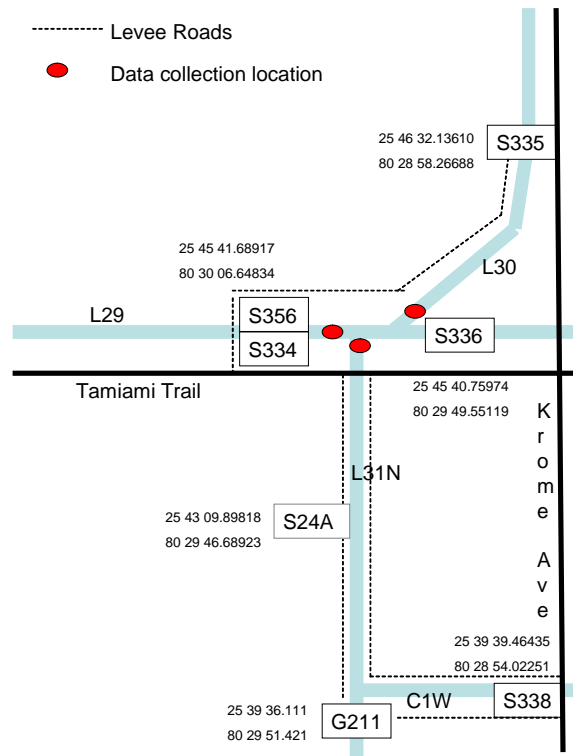 Levee Roads
Data collection location
25 46 32.13610
80 28 58.26688
S335
25 45 41.68917
80 30 06.64834
L30
L29
S356
S334
S336
Tamiami Trail
25 45 40.75974
80 29 49.55119
Krome Ave
L31N
25 43 09.89818
80 29 46.68923
S24A
25 39 39.46435
80 28 54.02251
C1W
S338
25 39 36.111
80 29 51.421
G211